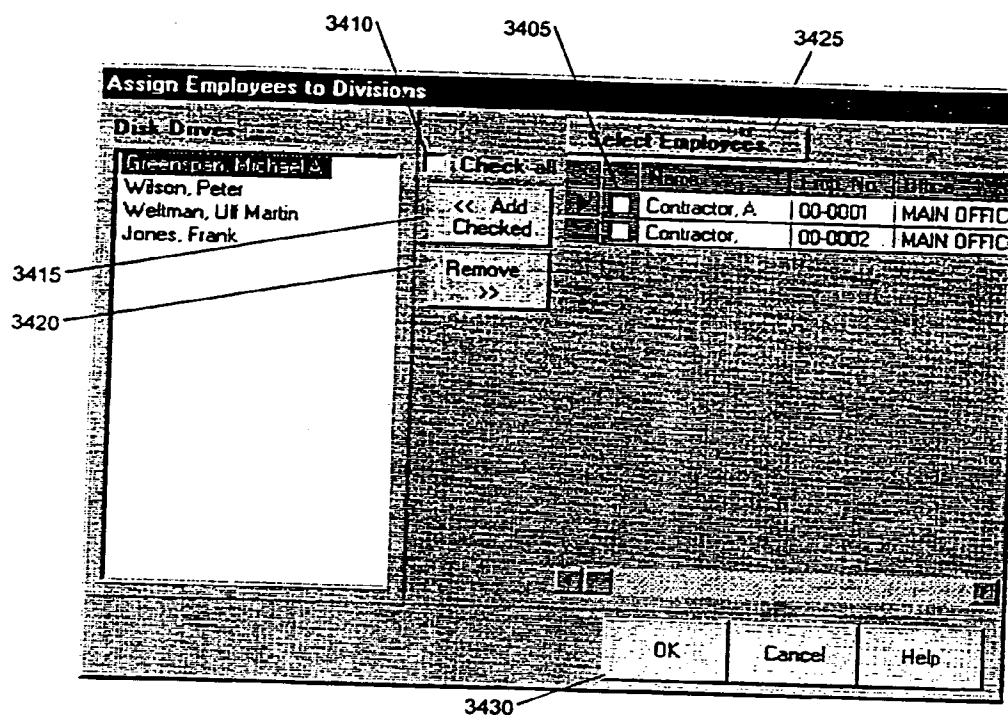 3410
3405
3425
Assign Employees to Divisions
Disk Drives
Select Employees
Greenspan, Michael A
Wilson, Peter
Weltman, Ulf Martin
Jones, Frank
Check-all
<< Add
Checked
Remove
>>
Name Emp. No. Office
Contractor, A 00-0001 MAIN OFFIC
Contractor, 00-0002 MAIN OFFIC
3415
3420
OK Cancel Help
3430